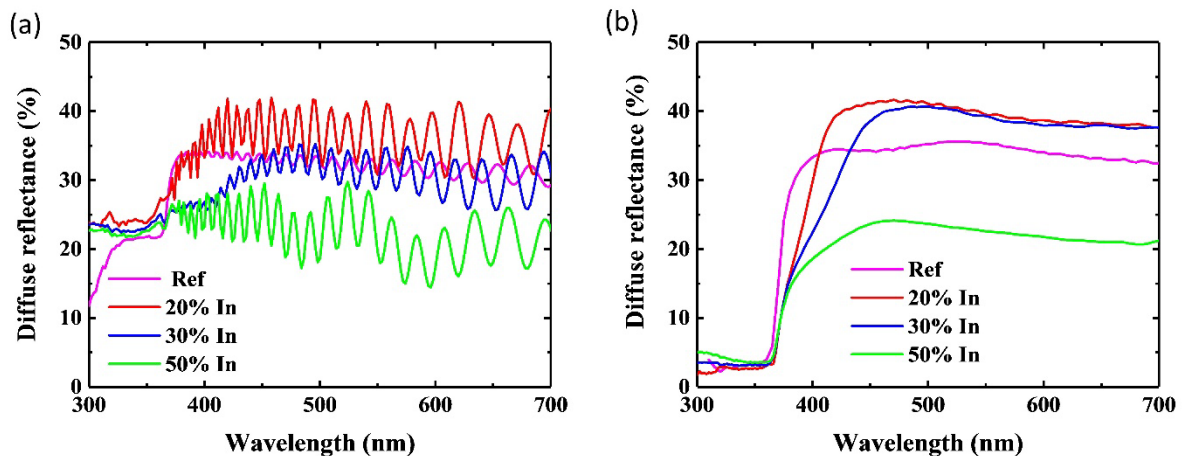 (a)
50
40
30
20
10
0
Diffuse reflectance (%)
Ref
20% In
30% In
50% In
300 400 500 600 700
Wavelength (nm)
(b)
50
40
30
20
10
0
Diffuse reflectance (%)
Ref
20% In
30% In
50% In
300 400 500 600 700
Wavelength (nm)